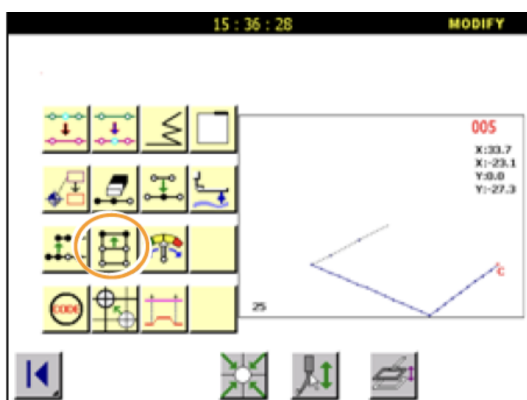 15 : 36 : 28
MODIFY
005
X:33.7
X:-23.1
Y:0.0
Y:-27.3
C
25
CODE